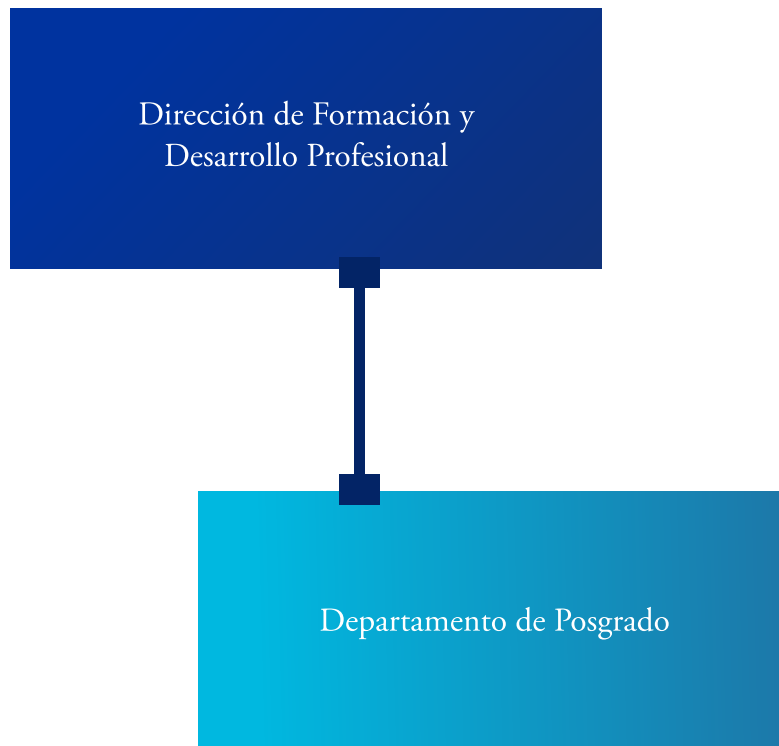 Dirección de Formación y
Desarrollo Profesional
Departamento de Posgrado